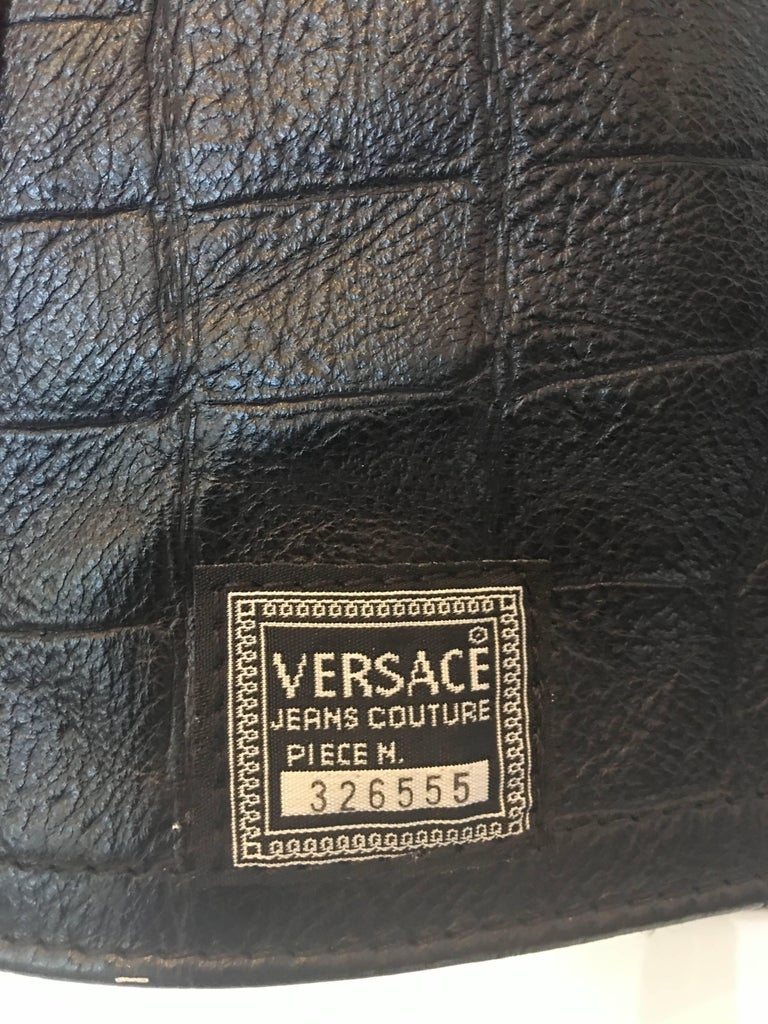 VERSACE
JEANS COUTURE
PIECE N.
326555